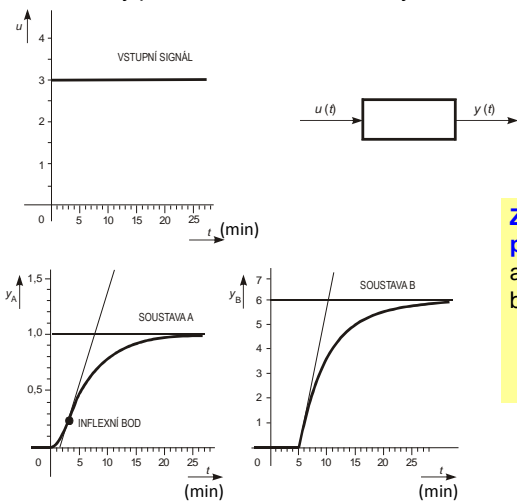 u
4
VSTUPNÍ SIGNÁL
3
2
1
0 5 10 15 20 25
t (min)
u (t)
y (t)
1,5
yA
SOUSTAVA A
1,0
0,5
INFLEXNÍ BOD
0 5 10 15 20 25
t
(min)
7
yB
SOUSTAVA B
6
5
4
3
2
1
0 5 10 15 20 25
t
(min)
Z
p
a
b